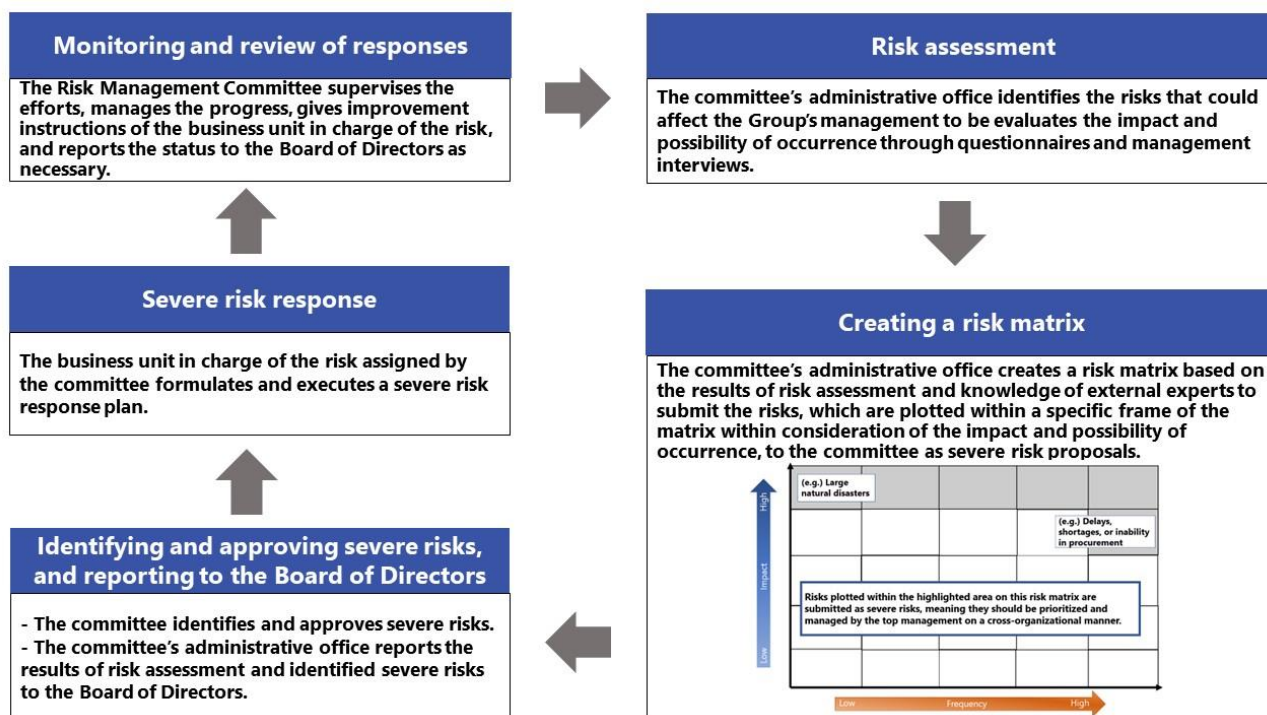 Monitoring and review of responses
The Risk Management Committee supervises the
efforts, manages the progress, gives improvement
instructions of the business unit in charge of the risk,
and reports the status to the Board of Directors as
necessary.
Risk assessment
The committee's administrative office identifies the risks that could
affect the Group's management to be evaluates the impact and
possibility of occurrence through questionnaires and management
interviews.
Severe risk response
The business unit in charge of the risk assigned by
the committee formulates and executes a severe risk
response plan.
Creating a risk matrix
The committee's administrative office creates a risk matrix based on
the results of risk assessment and knowledge of external experts to
submit the risks, which are plotted within a specific frame of the
matrix within consideration of the impact and possibility of
occurrence, to the committee as severe risk proposals.
High
Impact
Low
(e.g.) Large
natural disasters
(e.g.) Delays,
shortages, or inability
in procurement
Risks plotted within the highlighted area on this risk matrix are
submitted as severe risks, meaning they should be prioritized and
managed by the top management on a cross-organizational manner.
Low Frequency High
Identifying and approving severe risks,
and reporting to the Board of Directors
- The committee identifies and approves severe risks.
- The committee's administrative office reports the
results of risk assessment and identified severe risks
to the Board of Directors.